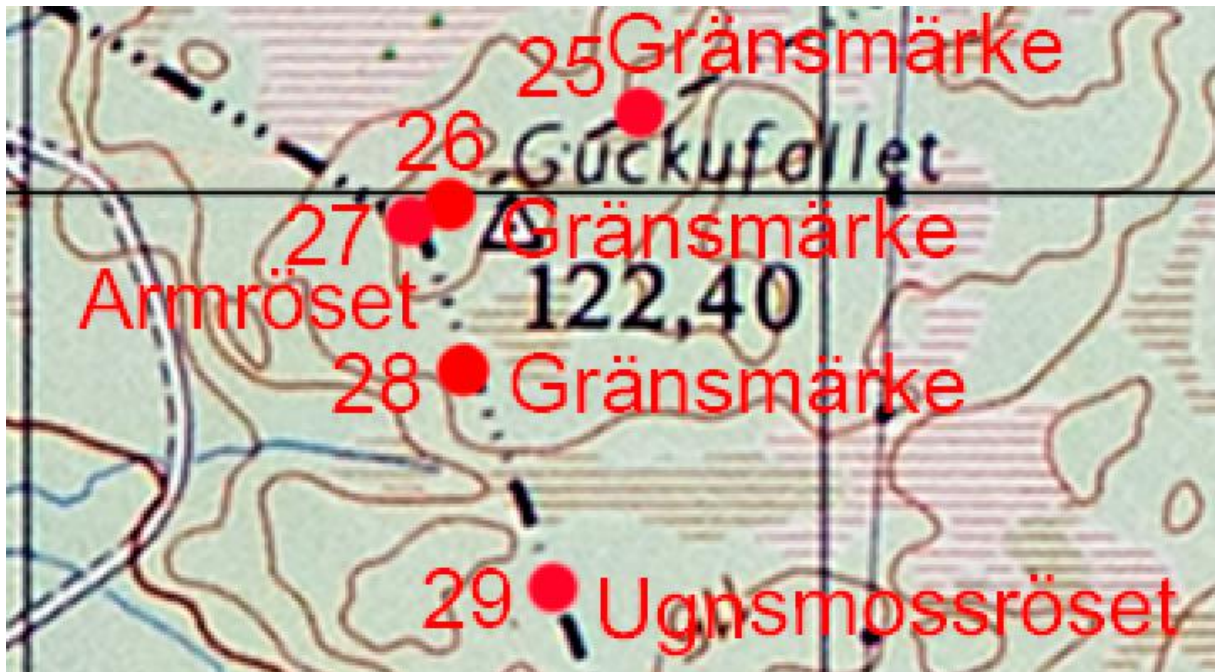 25 Gränsmärke
26
Guckufallet
27 Gränsmärke
Armröset 122,40
28 Gränsmärke
29 Ugnsmossröset